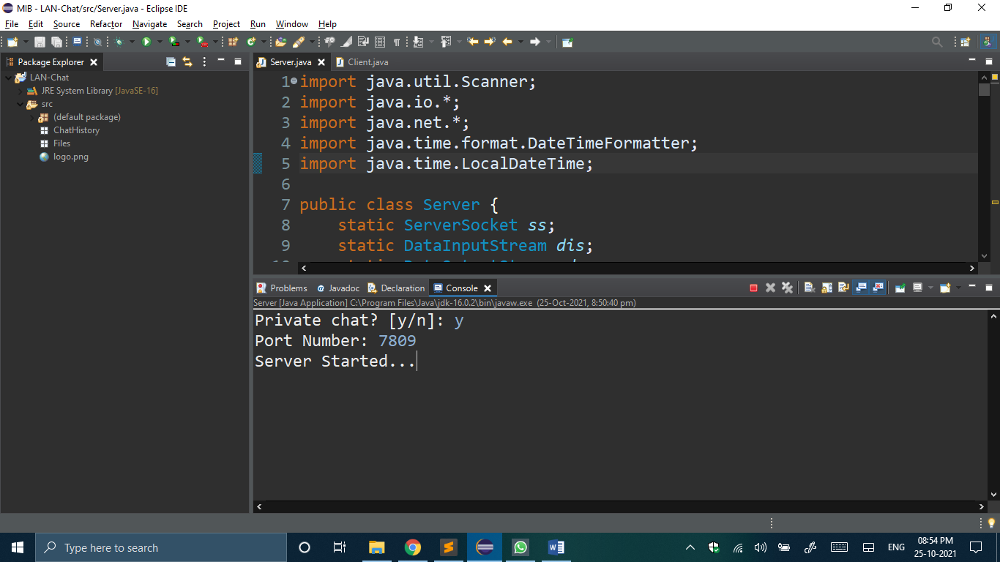 MIB - LAN-Chat/src/Server.java - Eclipse IDE
File Edit Source Refactor Navigate Search Project Run Window Help
Package Explorer
Server.java Client.java
LAN-Chat
JRE System Library [JavaSE-16]
src
(default package)
ChatHistory
Files
logo.png
1 import java.util.Scanner;
2 import java.io.*;
3 import java.net.*;
4 import java.time.format.DateTimeFormatter;
5 import java.time.LocalDateTime;
6
7 public class Server {
8 static ServerSocket ss;
9 static DataInputStream dis;
Problems Javadoc Declaration Console
Server [Java Application] C:\Program Files\Java\jdk-16.0.2\bin\javaw.exe (25-Oct-2021, 8:50:40 pm)
Private chat? [y/n]: y
Port Number: 7809
Server Started...
Type here to search
ENG
08:54 PM
25-10-2021